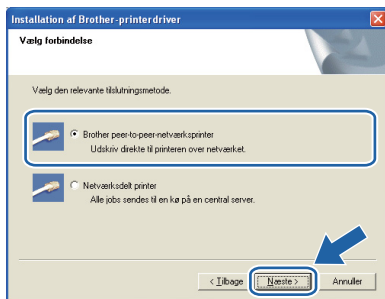 Installation af Brother-printerdriver
Vælg forbindelse
Vælg den relevante tilslutningsmetode.
Brother peer-to-peer-netværksprinter
Udskriv direkte til printeren over netværket.
Netværksdelt printer
Alle jobs sendes til en kø på en central server.
< Tilbage
Næste >
Annuller